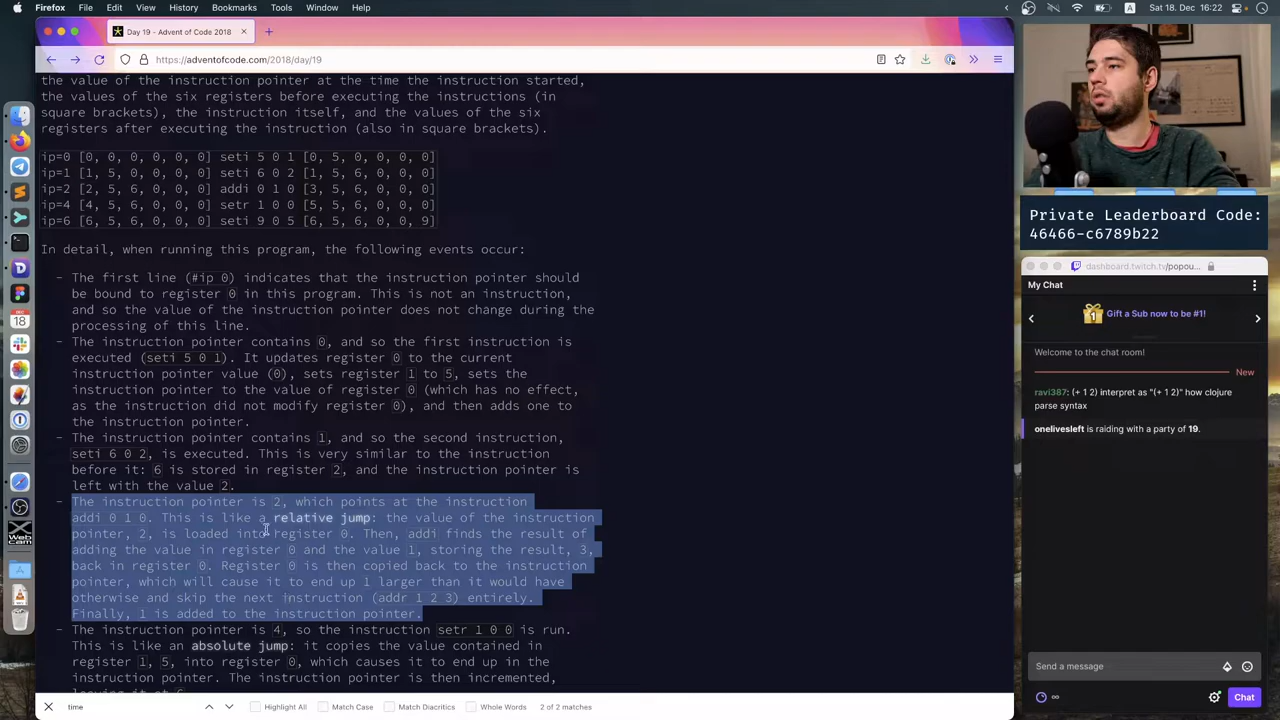 Firefox File Edit View History Bookmarks Tools Window Help
A Sat 18. Dec 16:22
Day 19 - Advent of Code 2018
https://adventofcode.com/2018/day/19
the value of the instruction pointer at the time the instruction started,
the values of the six registers before executing the instructions (in
square brackets), the instruction itself, and the values of the six
registers after executing the instruction (also in square brackets).
ip=0 [0, 0, 0, 0, 0, 0] seti 5 0 1 [0, 5, 0, 0, 0, 0]
ip=1 [1, 5, 0, 0, 0, 0] seti 6 0 2 [1, 5, 6, 0, 0, 0]
ip=2 [2, 5, 6, 0, 0, 0] addi 0 1 0 [3, 5, 6, 0, 0, 0]
ip=4 [4, 5, 6, 0, 0, 0] setr 1 0 0 [5, 5, 6, 0, 0, 0]
ip=6 [6, 5, 6, 0, 0, 0] seti 9 0 5 [6, 5, 6, 0, 0, 9]
In detail, when running this program, the following events occur:
- The first line (#ip 0) indicates that the instruction pointer should
be bound to register 0 in this program. This is not an instruction,
and so the value of the instruction pointer does not change during the
processing of this line.
- The instruction pointer contains 0, and so the first instruction is
executed (seti 5 0 1). It updates register 0 to the current
instruction pointer value (0), sets register 1 to 5, sets the
instruction pointer to the value of register 0 (which has no effect,
as the instruction did not modify register 0), and then adds one to
the instruction pointer.
- The instruction pointer contains 1, and so the second instruction,
seti 6 0 2, is executed. This is very similar to the instruction
before it: 6 is stored in register 2, and the instruction pointer is
left with the value 2.
- The instruction pointer is 2, which points at the instruction
addi 0 1 0. This is like a relative jump: the value of the instruction
pointer, 2, is loaded into register 0. Then, addi finds the result of
adding the value in register 0 and the value 1, storing the result, 3,
back in register 0. Register 0 is then copied back to the instruction
pointer, which will cause it to end up 1 larger than it would have
otherwise and skip the next instruction (addr 1 2 3) entirely.
Finally, 1 is added to the instruction pointer.
- The instruction pointer is 4, so the instruction setr 1 0 0 is run.
This is like an absolute jump: it copies the value contained in
register 1, 5, into register 0, which causes it to end up in the
instruction pointer. The instruction pointer is then incremented,
leaving it at 6.
time
Highlight All
Match Case
Match Diacritics
Whole Words
2 of 2 matches
DEC
18
Web
Cam
Private Leaderboard Code:
46466-c6789b22
dashboard.twitch.tv/popou...
My Chat
1
Gift a Sub now to be #1!
Welcome to the chat room!
New
ravi387: (+ 1 2) interpret as "(+ 1 2)" how clojure
parse syntax
onelivesleft is raiding with a party of 19.
Send a message
∞
Chat